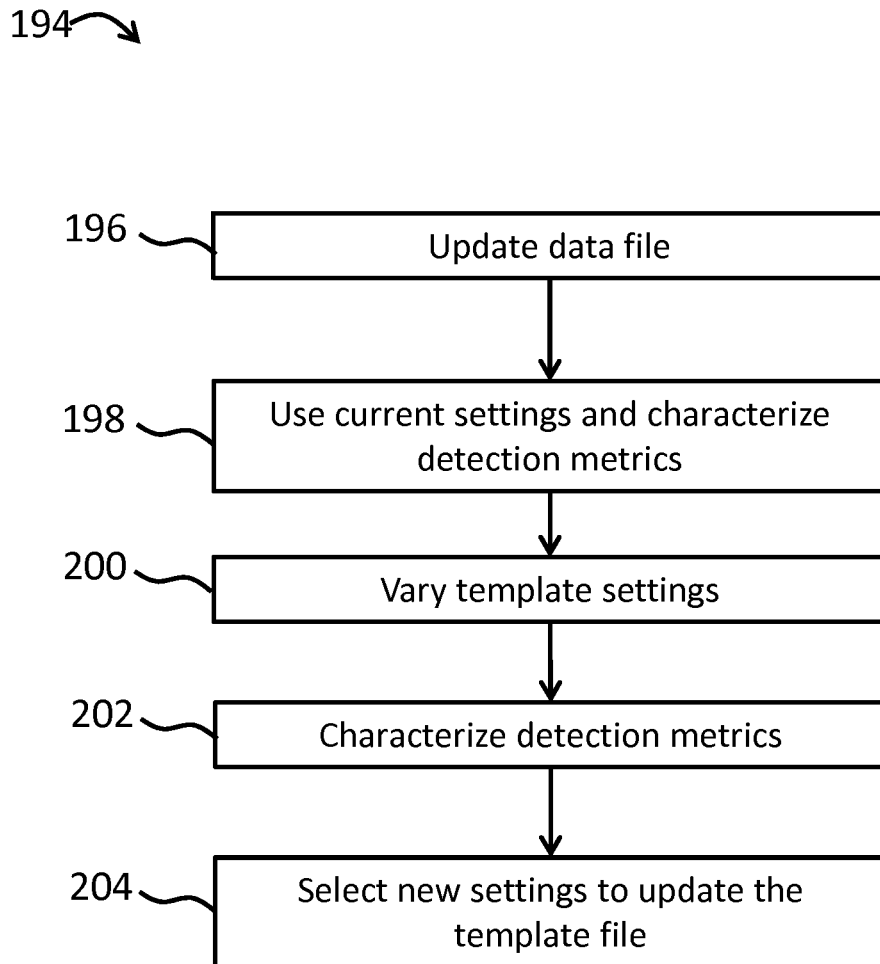 194
196
Update data file
198
Use current settings and characterize
detection metrics
200
Vary template settings
202
Characterize detection metrics
204
Select new settings to update the
template file